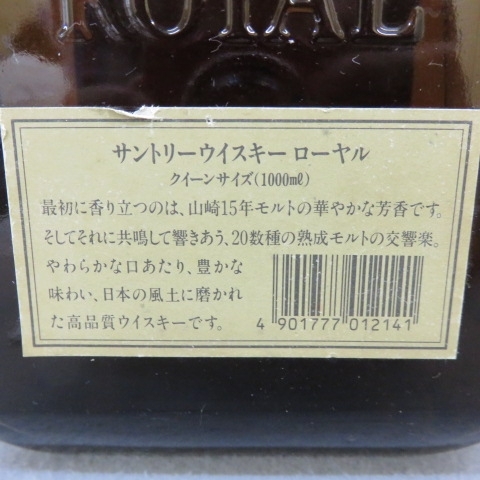 ROYAL
サントリーウイスキー ローヤル
クイーンサイズ(1000mℓ)
最初に香り立つのは、山崎15年モルトの華やかな芳香です。
そしてそれに共鳴して響きあう、20数種の熟成モルトの交響楽。
やわらかな口あたり、豊かな
味わい、日本の風土に磨かれ
た高品質ウイスキーです。
4 901777 012141